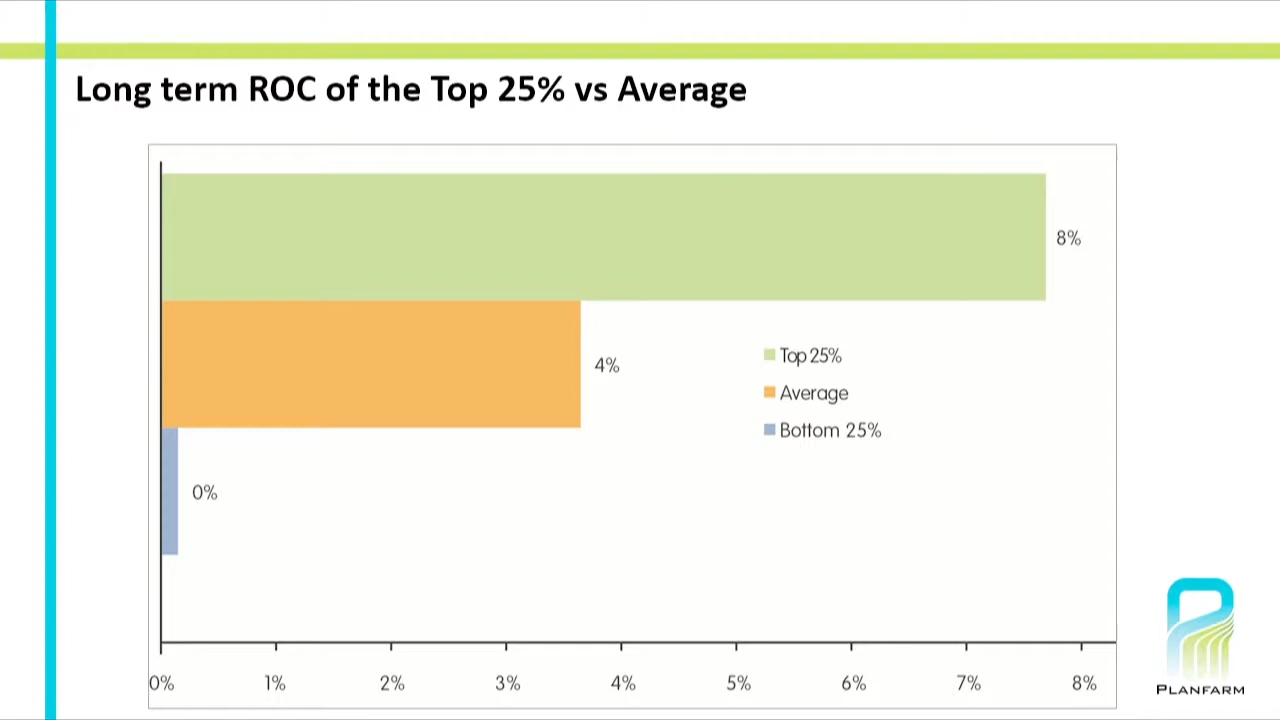 Long term ROC of the Top 25% vs Average
8%
4%
Top 25%
Average
Bottom 25%
0%
0% 1% 2% 3% 4% 5% 6% 7% 8%
PLANFARM